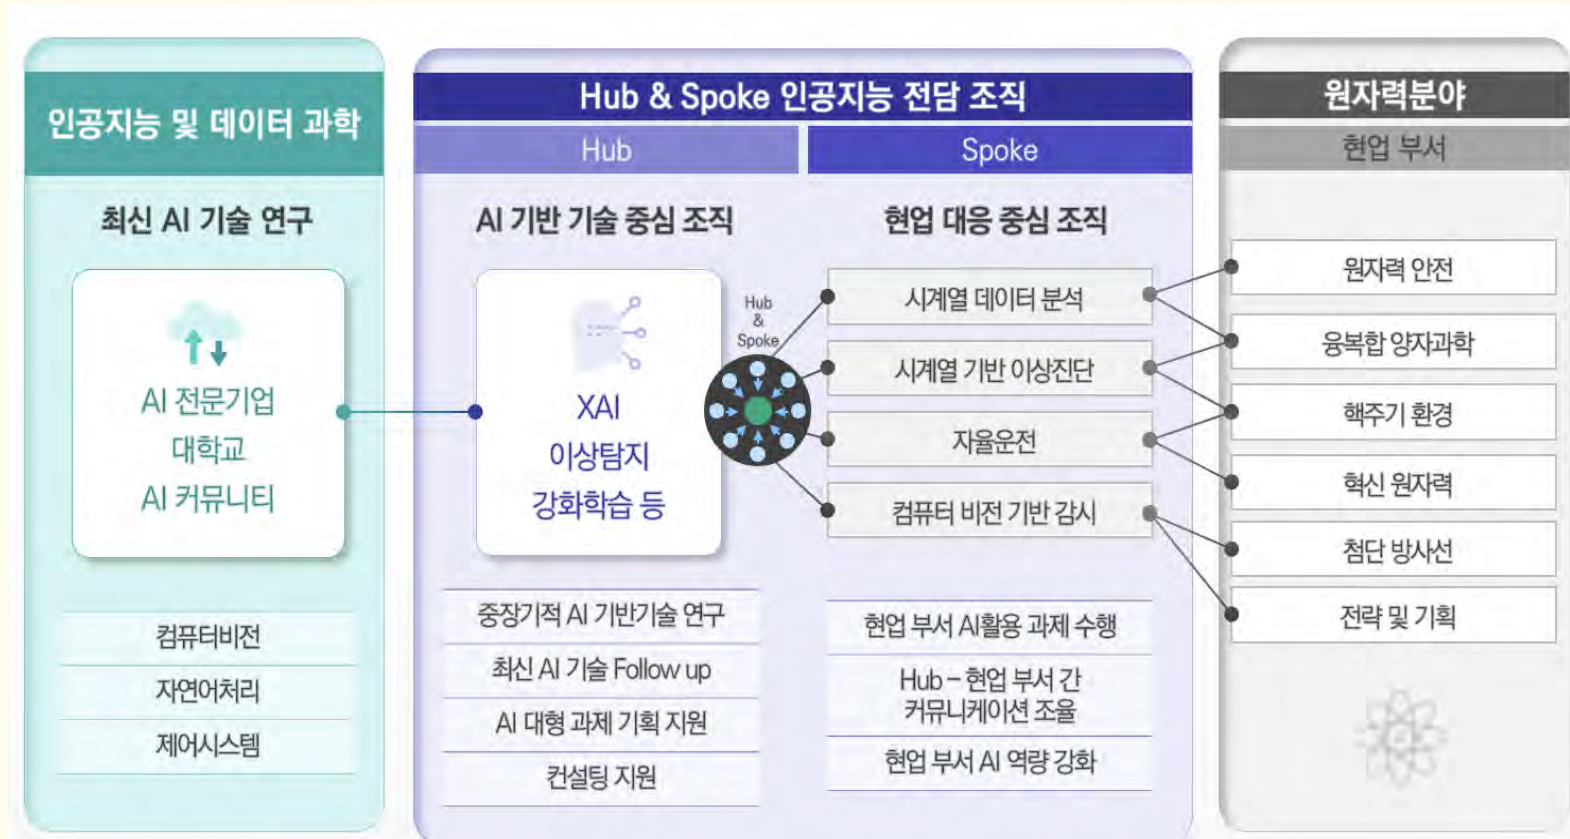 인공지능 및 데이터 과학
최신 AI 기술 연구
AI 전문기업
대학교
AI 커뮤니티
컴퓨터비전
자연어처리
제어시스템
Hub & Spoke 인공지능 전담 조직
Hub
AI 기반 기술 중심 조직
XAI
이상탐지
강화학습 등
중장기적 AI 기반기술 연구
최신 AI 기술 Follow up
AI 대형 과제 기획 지원
컨설팅 지원
Hub
&
Spoke
Spoke
현업 대응 중심 조직
시계열 데이터 분석
시계열 기반 이상진단
자율운전
컴퓨터 비전 기반 감시
현업 부서 AI활용 과제 수행
Hub – 현업 부서 간
커뮤니케이션 조율
현업 부서 AI 역량 강화
원자력분야
현업 부서
원자력 안전
융복합 양자과학
핵주기 환경
혁신 원자력
첨단 방사선
전략 및 기획